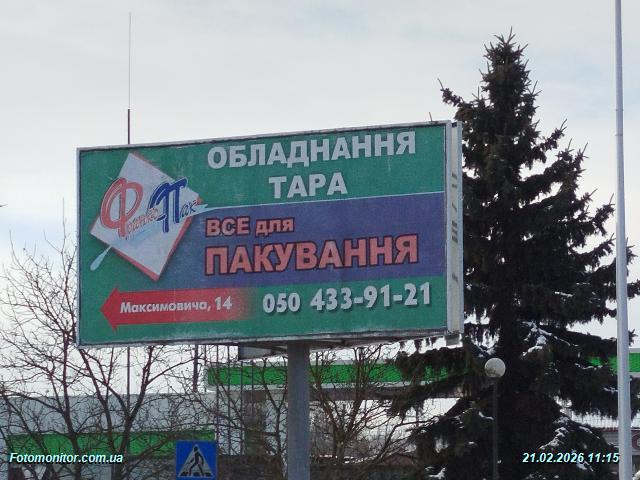 ОБЛАДНАННЯ
ТАРА
Пак
ВСЕ для
ПАКУВАННЯ
Максимовича, 14
050 433-91-21
Fotomonitor.com.ua
21.02.2026 11:15